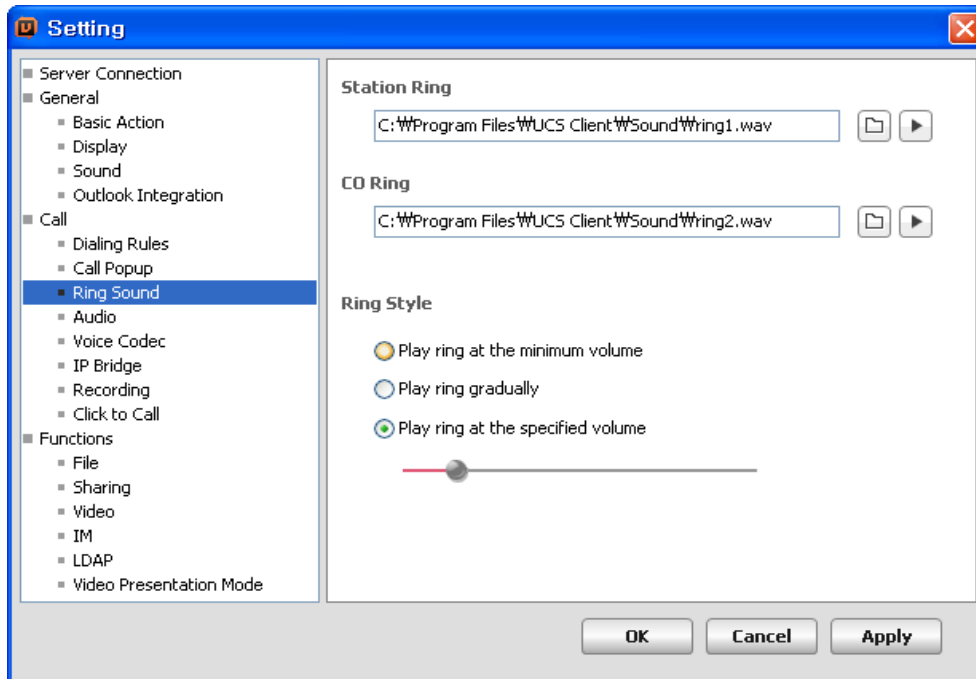 Setting
Server Connection
General
Basic Action
Display
Sound
Outlook Integration
Call
Dialing Rules
Call Popup
Ring Sound
Audio
Voice Codec
IP Bridge
Recording
Click to Call
Functions
File
Sharing
Video
IM
LDAP
Video Presentation Mode
Station Ring
C:₩Program Files₩UCS Client₩Sound₩ring1.wav
CO Ring
C:₩Program Files₩UCS Client₩Sound₩ring2.wav
Ring Style
Play ring at the minimum volume
Play ring gradually
Play ring at the specified volume
OK Cancel Apply